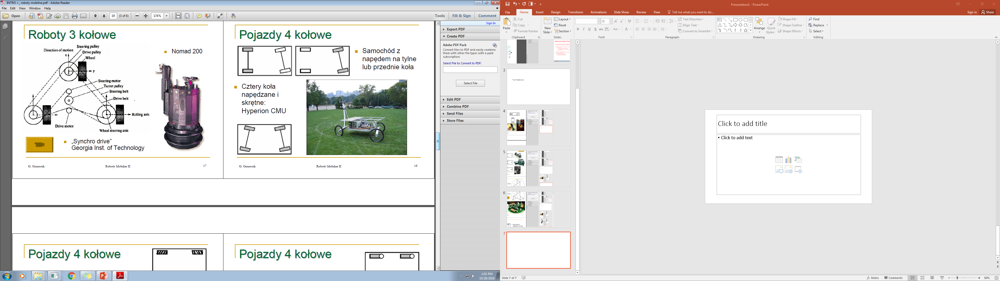 INTRO +_ roboty mobilne.pdf - Adobe Reader
File Edit View Window Help
Open
19 (3 of 6)
174%
Tools Fill & Sign Comment
Roboty 3 kołowe
Steering pulley
Direction of motion
Drive pulley
Wheel
x
y
z
Steering motor
Turret pulley
Steering belt
Drive belt
Rolling axis
Drive motor
Wheel steering axis
Nomad 200
„Synchro drive”
Georgia Inst. of Technology
G. Granosik Roboty Mobilne II 17
Pojazdy 4 kołowe
Samochód z
napędem na tylne
lub przednie koła
Cztery koła
napędzane i
skrętne:
Hyperion CMU
G. Granosik Roboty Mobilne II 18
Pojazdy 4 kołowe
Pojazdy 4 kołowe
Sign In
Export PDF
Create PDF
Adobe PDF Pack
Convert files to PDF and easily combine
them with other file types with a paid
subscription.
Select File to Convert to PDF:
Select File
Edit PDF
Combine PDF
Send Files
Store Files
1:02 PM
10/28/2016
Presentation1 - PowerPoint
File Home Insert Design Transitions Animations Slide Show Review View Tell me what you want to do...
Sign in Share
Paste
Cut
Copy
Format Painter
Clipboard
New
Slide
Layout
Reset
Section
Slides
28
B I U S abc AV Aa A
Font
Text Direction
Align Text
Convert to SmartArt
Paragraph
Arrange
Quick
Styles
Shape Fill
Shape Outline
Shape Effects
Drawing
Find
Replace
Select
Editing
3
• Ian Mackenzie
4
5
6
Samochód z
napędem na tylne
7
Click to add title
• Click to add text
Slide 7 of 7
Notes Comments
50%